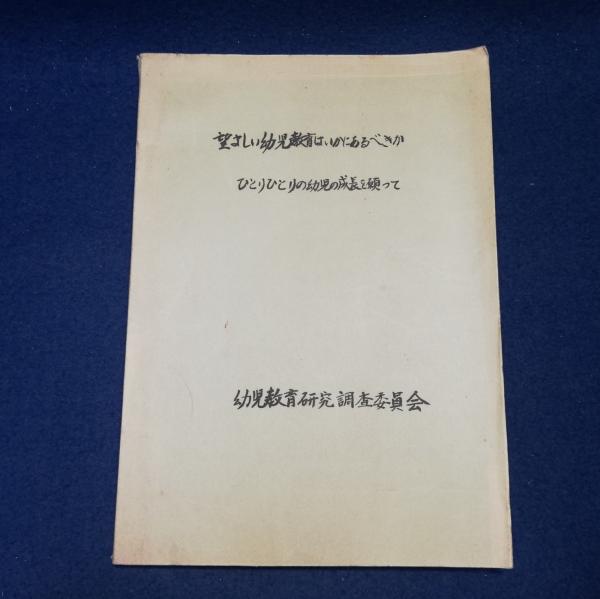 望ましい幼児教育はいかにあるべきか
ひとりひとりの幼児の成長を願って
幼児教育研究調査委員会